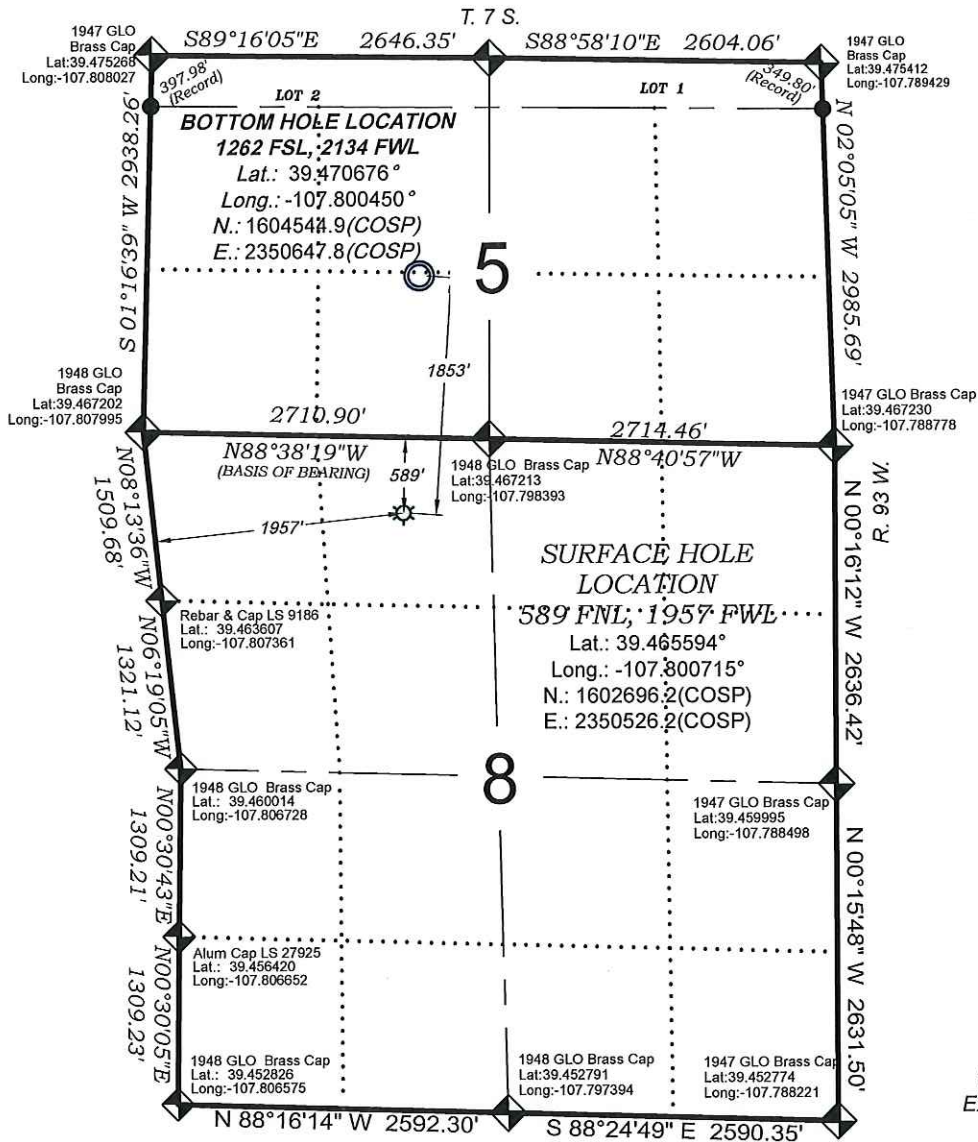 T. 7 S.
1947 GLO
Brass Cap
Lat:39.475268
Long:-107.808027
S89°16'05"E 2646.35'
S88°58'10"E 2604.06'
1947 GLO
Brass Cap
Lat:39.475412
Long:-107.789429
397.98'
(Record)
349.80'
(Record)
LOT 2
LOT 1
BOTTOM HOLE LOCATION
1262 FSL, 2134 FWL
Lat.: 39.470676°
Long.: -107.800450°
N.: 1604544.9(COSP)
E.: 2350647.8(COSP)
S 01°16'39" W 2938.26'
N 02°05'05" W 2985.69'
5
1853'
1948 GLO
Brass Cap
Lat:39.467202
Long:-107.807995
1947 GLO Brass Cap
Lat:39.467230
Long:-107.788778
2710.90'
N88°38'19"W
(BASIS OF BEARING)
2714.46'
N88°40'57"W
589'
1948 GLO Brass Cap
Lat:39.467213
Long:-107.798393
R. 93 W.
N08°13'36"W
1509.68'
1957'
SURFACE HOLE
LOCATION
589 FNL, 1957 FWL
Lat.: 39.465594°
Long.: -107.800715°
N.: 1602696.2(COSP)
E.: 2350526.2(COSP)
N 00°16'12" W 2636.42'
Rebar & Cap LS 9186
Lat.: 39.463607
Long:-107.807361
N06°19'05"W
1321.12'
8
1948 GLO Brass Cap
Lat.: 39.460014
Long:-107.806728
1947 GLO Brass Cap
Lat:39.459995
Long:-107.788498
N00°30'43"E
1309.21'
N 00°15'48" W 2631.50'
Alum Cap LS 27925
Lat.: 39.456420
Long:-107.806652
N00°30'05"E
1309.23'
1948 GLO Brass Cap
Lat.: 39.452826
Long:-107.806575
1948 GLO Brass Cap
Lat:39.452791
Long:-107.797394
1947 GLO Brass Cap
Lat:39.452774
Long:-107.788221
N 88°16'14" W 2592.30'
S 88°24'49" E 2590.35'
E